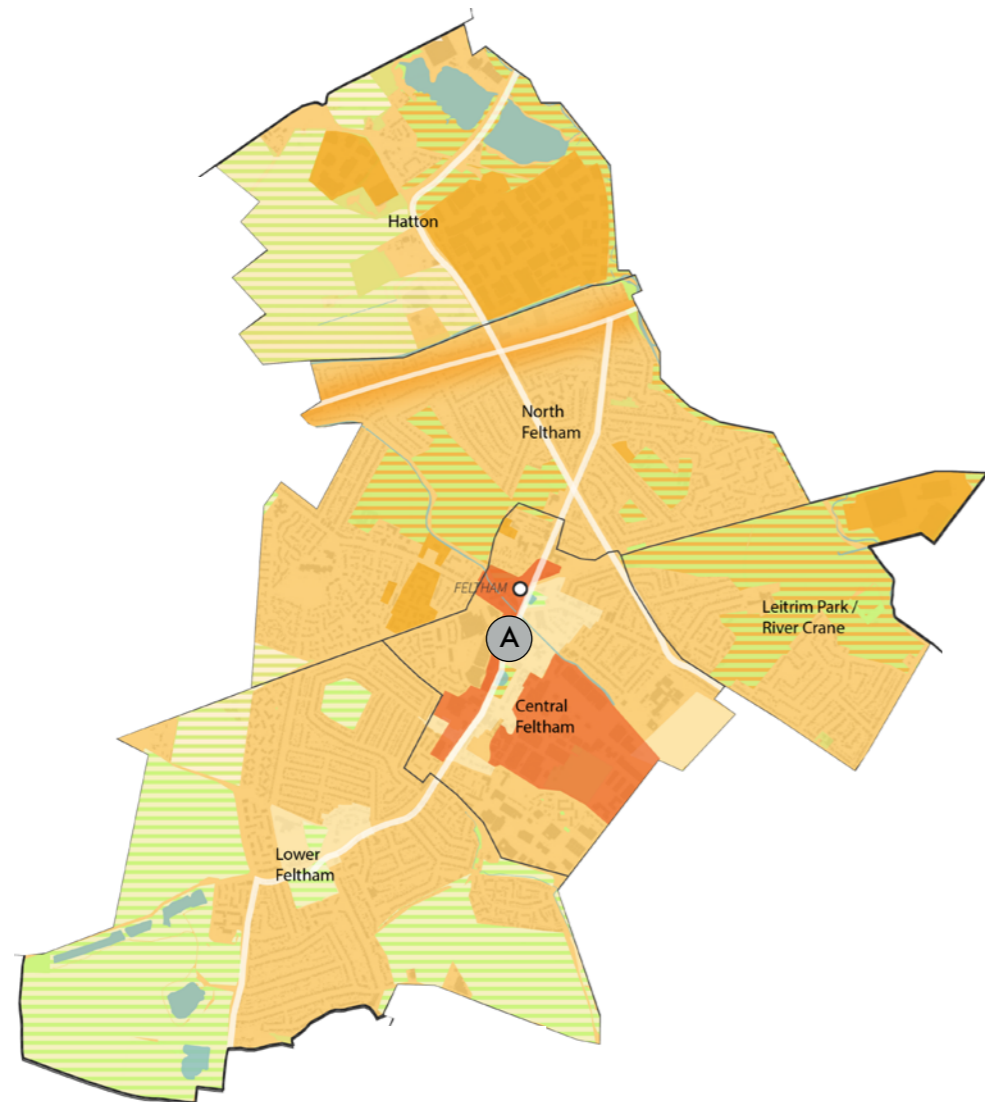 Hatton
North
Feltham
FELTHAM
Leitrim Park /
River Crane
A
Central
Feltham
Lower
Feltham